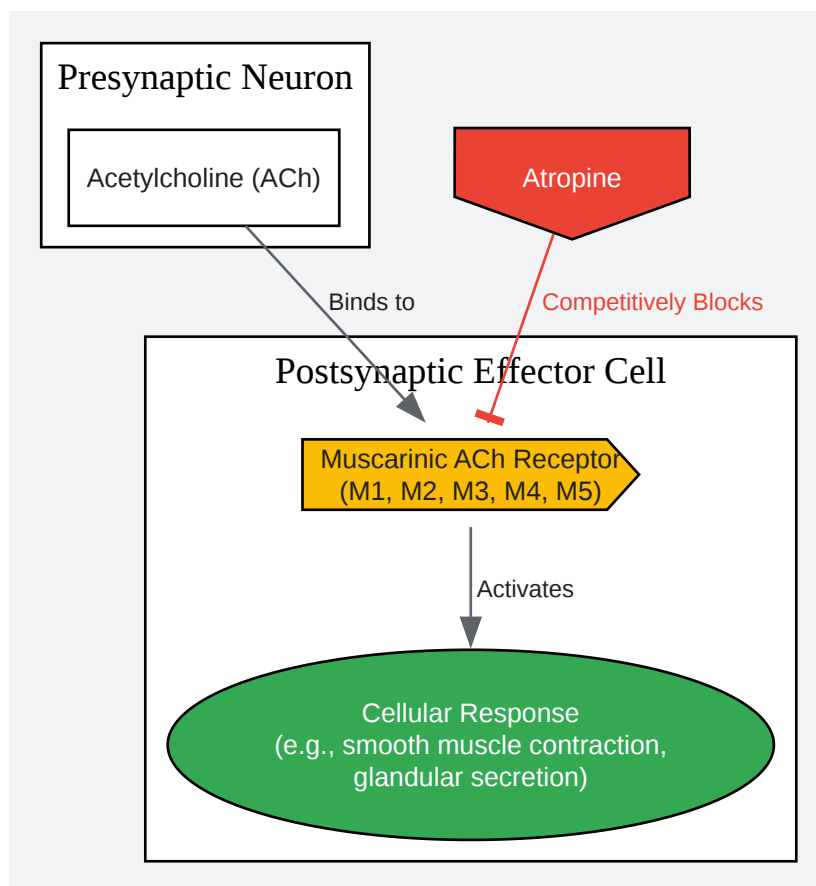 Presynaptic Neuron
Acetylcholine (ACh)
Atropine
Binds to
Competitively Blocks
Postsynaptic Effector Cell
Muscarinic ACh Receptor
(M1, M2, M3, M4, M5)
Activates
Cellular Response
(e.g., smooth muscle contraction,
glandular secretion)